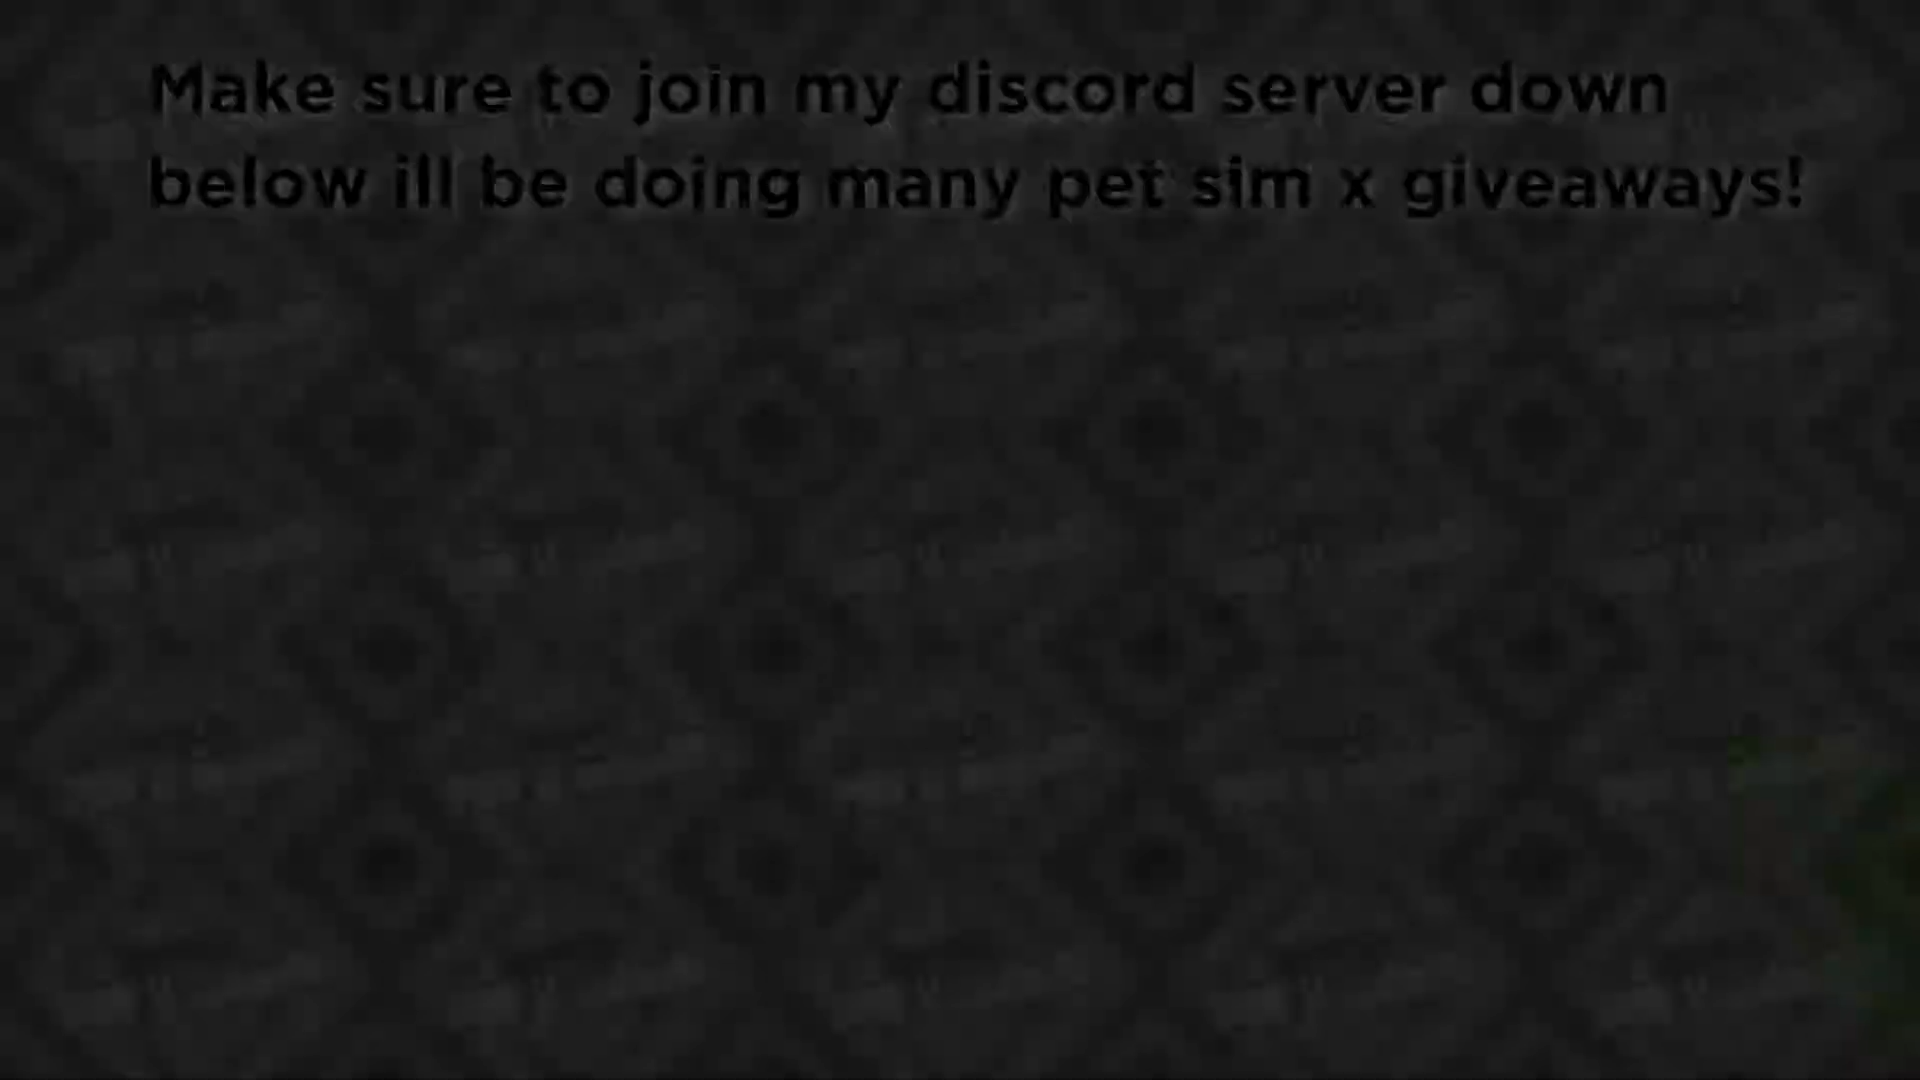 Make sure to join my discord server down
below ill be doing many pet sim x giveaways!